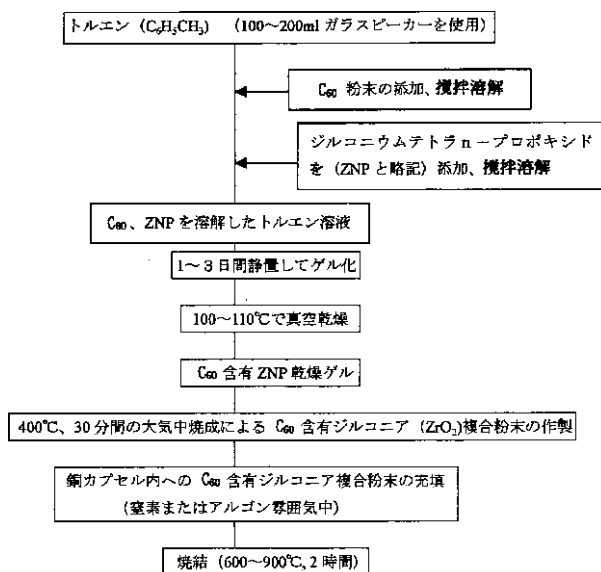 トルエン (C₆H₅CH₃) (100～200ml ガラスビーカーを使用)
C₆₀ 粉末の添加、攪拌溶解
ジルコニウムテトラ n－プロポキシド
を (ZNP と略記) 添加、攪拌溶解
C₆₀、ZNP を溶解したトルエン溶液
1～3 日間静置してゲル化
100～110℃で真空乾燥
C₆₀ 含有 ZNP 乾燥ゲル
400℃、30 分間の大気中焼成による C₆₀ 含有ジルコニア (ZrO₂)複合粉末の作製
銅カプセル内への C₆₀ 含有ジルコニア複合粉末の充填
(窒素またはアルゴン雰囲気中)
焼結 (600～900℃, 2 時間)